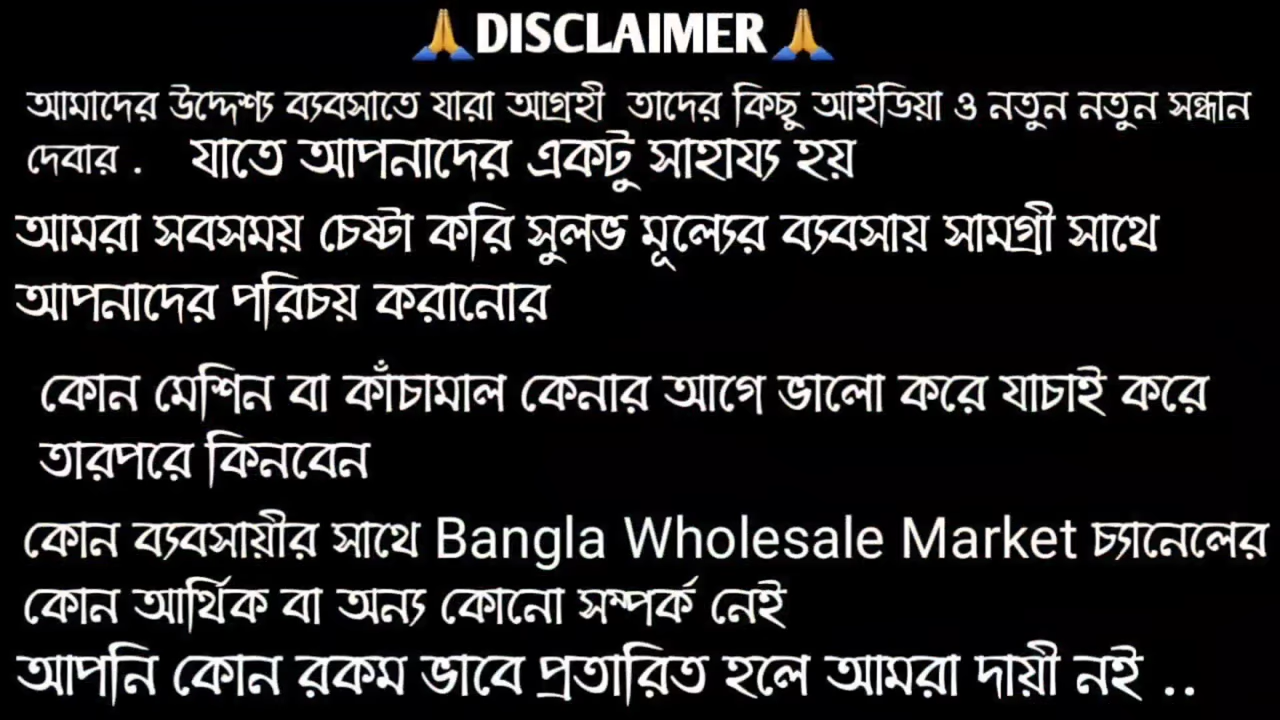 🙏DISCLAIMER🙏
আমাদের উদ্দেশ্য ব্যবসাতে যারা আগ্রহী তাদের কিছু আইডিয়া ও নতুন নতুন সন্ধান
দেবার . যাতে আপনাদের একটু সাহায্য হয়
আমরা সবসময় চেষ্টা করি সুলভ মূল্যের ব্যবসায় সামগ্রী সাথে
আপনাদের পরিচয় করানোর
কোন মেশিন বা কাঁচামাল কেনার আগে ভালো করে যাচাই করে
তারপরে কিনবেন
কোন ব্যবসায়ীর সাথে Bangla Wholesale Market চ্যানেলের
কোন আর্থিক বা অন্য কোনো সম্পর্ক নেই
আপনি কোন রকম ভাবে প্রতারিত হলে আমরা দায়ী নই ..